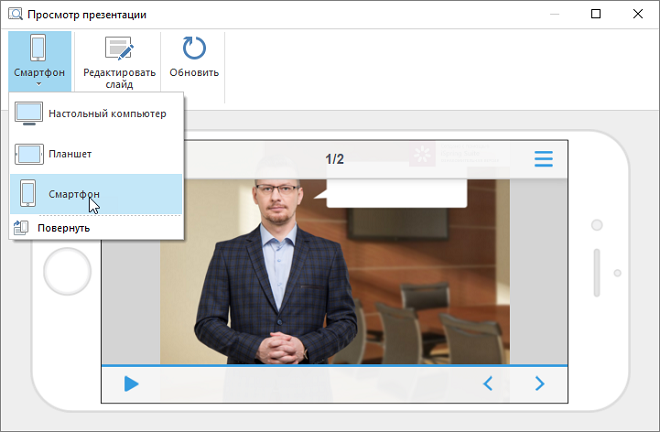 Просмотр презентации
Смартфон
Редактировать
слайд
Обновить
Настольный компьютер
Планшет
Смартфон
Повернуть
1/2